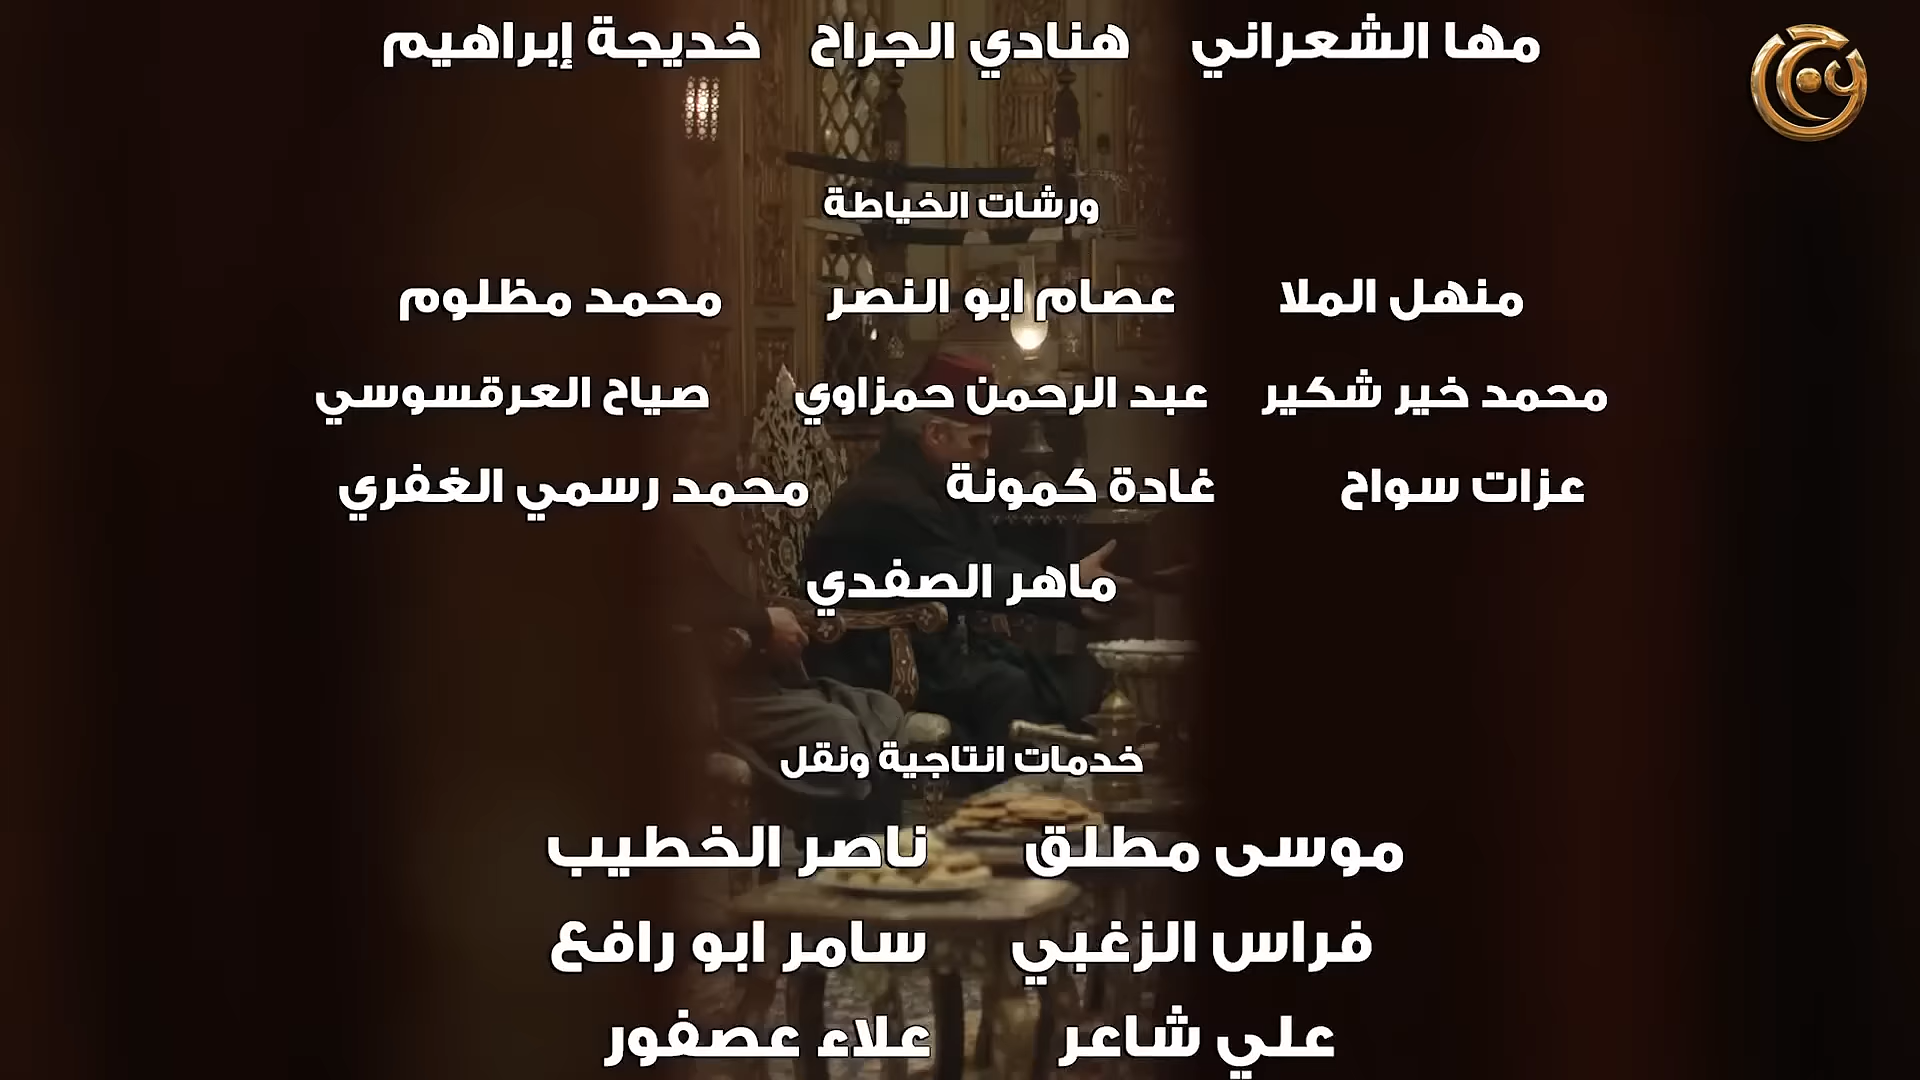 مها الشعراني هنادي الجراح خديجة إبراهيم
ورشات الخياطة
منهل الملا عصام ابو النصر محمد مظلوم
محمد خير شكير عبد الرحمن حمزاوي صياح العرقسوسي
عزات سواح غادة كمونة محمد رسمي الغفري
ماهر الصفدي
خدمات انتاجية ونقل
موسى مطلق ناصر الخطيب
فراس الزغبي سامر ابو رافع
علي شاعر علاء عصفور